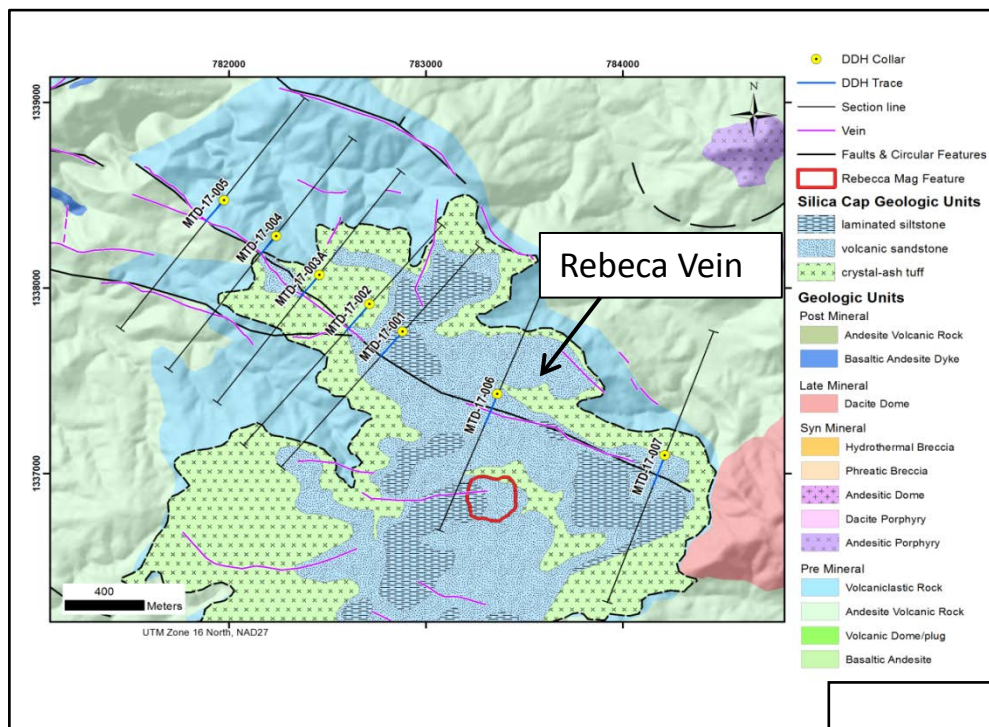 782000
783000
784000
1339000
1338000
1337000
MTD-17-005
MTD-17-004
MTD-17-003A
MTD-17-002
MTD-17-001
MTD-17-006
MTD-17-007
Rebeca Vein
N
400
Meters
UTM Zone 16 North, NAD27
DDH Collar
DDH Trace
Section line
Vein
Faults & Circular Features
Rebecca Mag Feature
Silica Cap Geologic Units
laminated siltstone
volcanic sandstone
crystal-ash tuff
Geologic Units
Post Mineral
Andesite Volcanic Rock
Basaltic Andesite Dyke
Late Mineral
Dacite Dome
Syn Mineral
Hydrothermal Breccia
Phreatic Breccia
Andesitic Dome
Dacite Porphyry
Andesitic Porphyry
Pre Mineral
Volcaniclastic Rock
Andesite Volcanic Rock
Volcanic Dome/plug
Basaltic Andesite